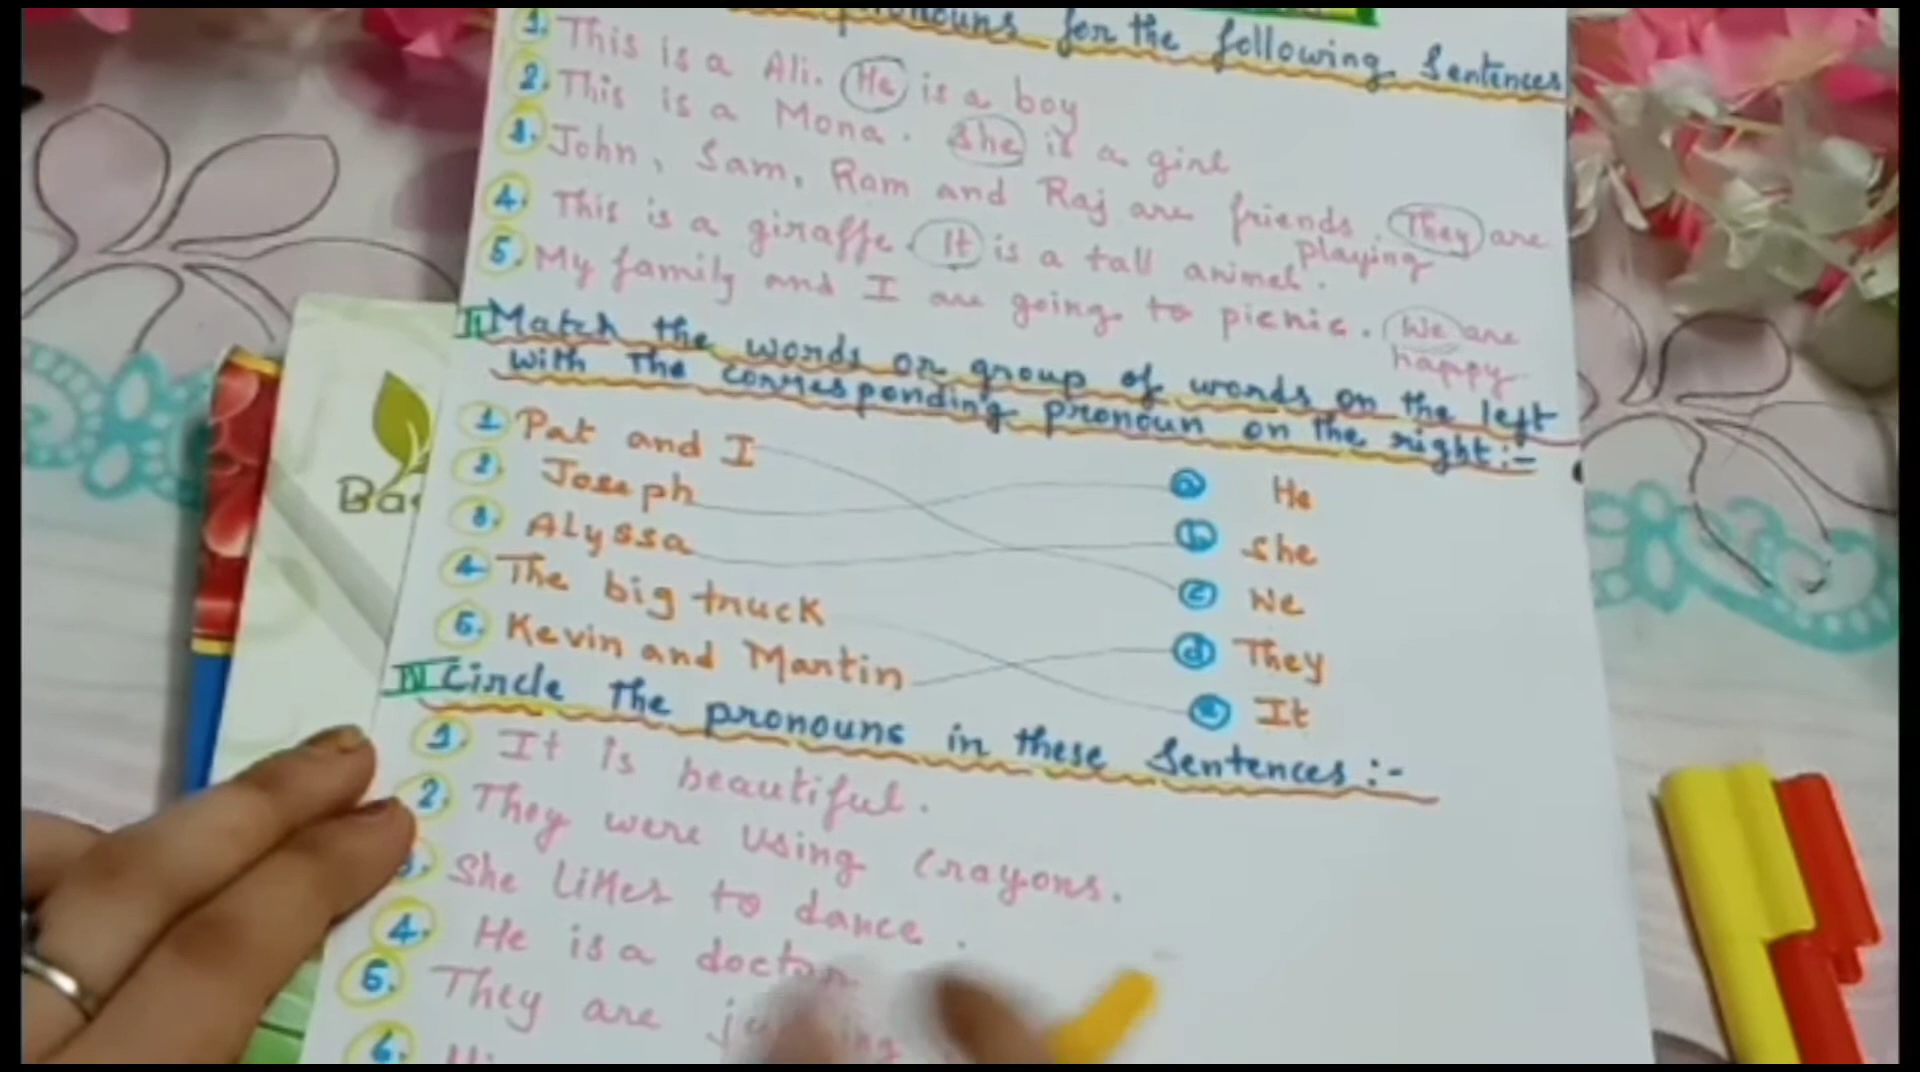 pronouns for the following Sentences
1. This is a Ali. He is a boy
2. This is a Mona. She is a girl
3. John, Sam, Ram and Raj are friends. They are
playing
4. This is a giraffe. It is a tall animal.
5. My family and I are going to picnic. We are
happy
Match the words or group of words on the left
with the corresponding pronoun on the right:-
1 Pat and I
a He
2. Joseph
b She
3. Alyssa
c We
4 The big truck
d They
5. Kevin and Martin
e It
IV Circle the pronouns in these Sentences:-
1. It is beautiful.
2. They were using Crayons.
3. She likes to dance.
4. He is a doctor
5. They are
6.
Ba